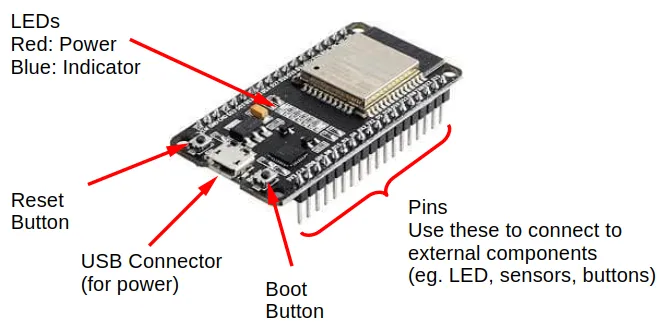 LEDs
Red: Power
Blue: Indicator
Reset
Button
USB Connector
(for power)
Boot
Button
Pins
Use these to connect to
external components
(eg. LED, sensors, buttons)